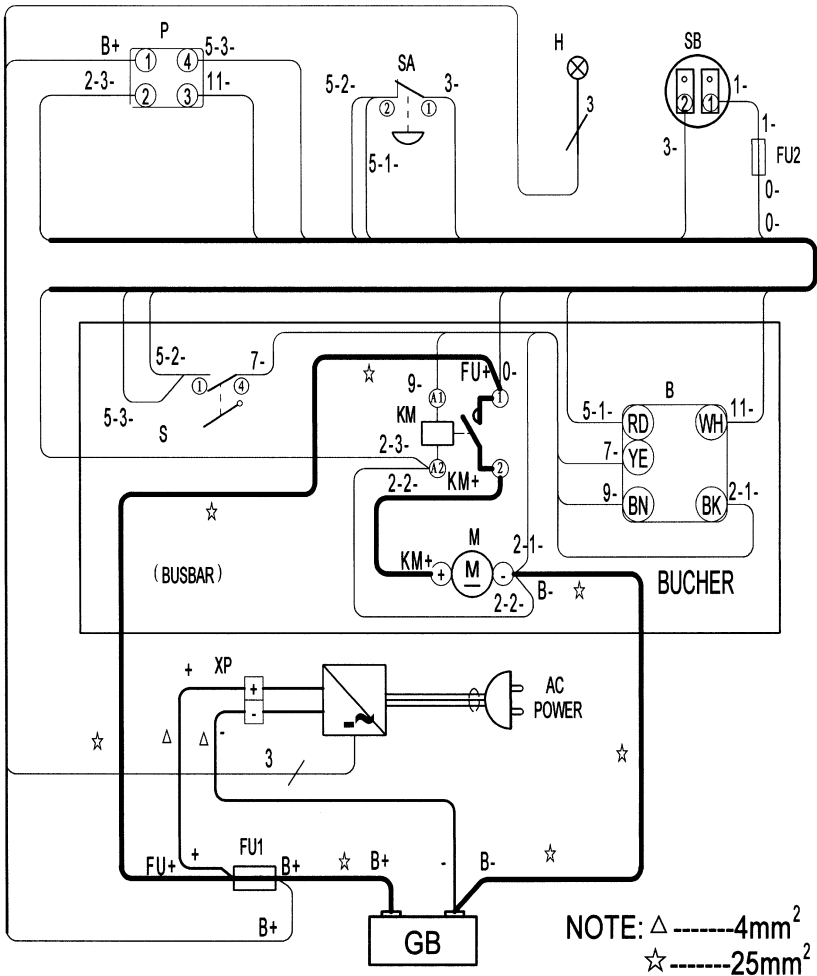 P
H
SB
B+ 1 4 5-3-
SA
2-3- 2 3 11-
5-2- 2 1 3-
3
2 1 1-
1-
5-1-
3-
FU2
0-
0-
5-2- 7-
1 4
5-3-
S
☆
FU+ 0-
9- A1 1
KM
2-3-
A2 2
2-2- KM+
B
5-1- RD WH 11-
7- YE
9- BN BK 2-1-
☆
(BUSBAR)
M
KM+ + M - 2-1-
B- ☆
2-2-
BUCHER
+ XP
+
-
AC
POWER
☆ △ △ -
3
☆
FU1
FU+ + B+ ☆ B+ - B- ☆
B+
GB
NOTE: △ -------4mm²
☆ -------25mm²